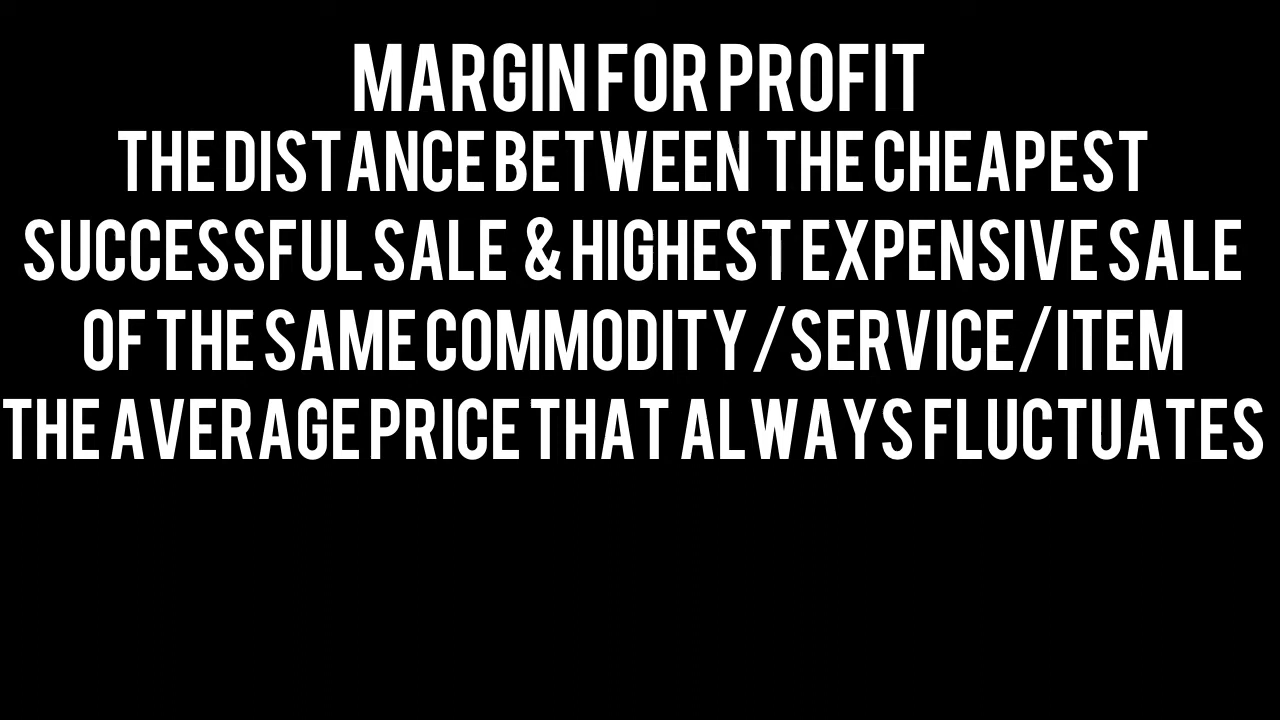 MARGIN FOR PROFIT
THE DISTANCE BETWEEN THE CHEAPEST
SUCCESSFUL SALE & HIGHEST EXPENSIVE SALE
OF THE SAME COMMODITY/SERVICE/ITEM
THE AVERAGE PRICE THAT ALWAYS FLUCTUATES